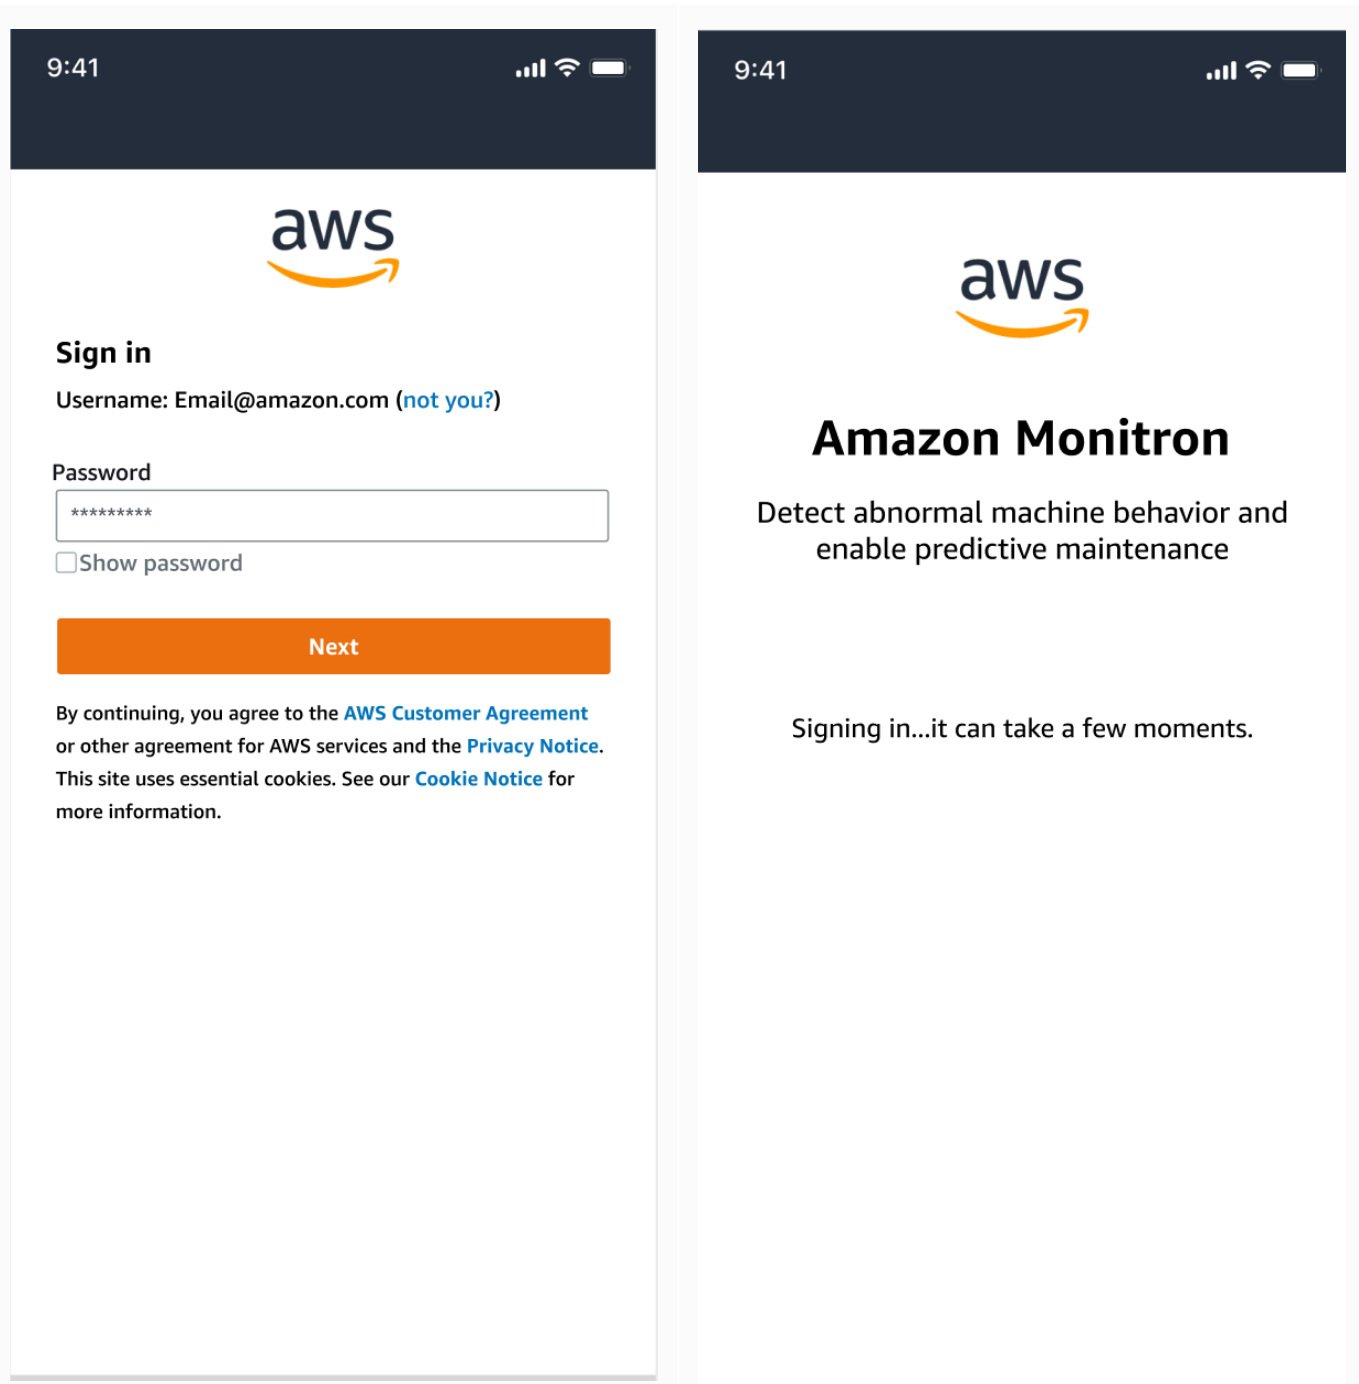 9:41
aws
Sign in
Username: Email@amazon.com (not you?)
Password
*********
Show password
Next
By continuing, you agree to the AWS Customer Agreement
or other agreement for AWS services and the Privacy Notice.
This site uses essential cookies. See our Cookie Notice for
more information.
9:41
aws
Amazon Monitron
Detect abnormal machine behavior and
enable predictive maintenance
Signing in...it can take a few moments.